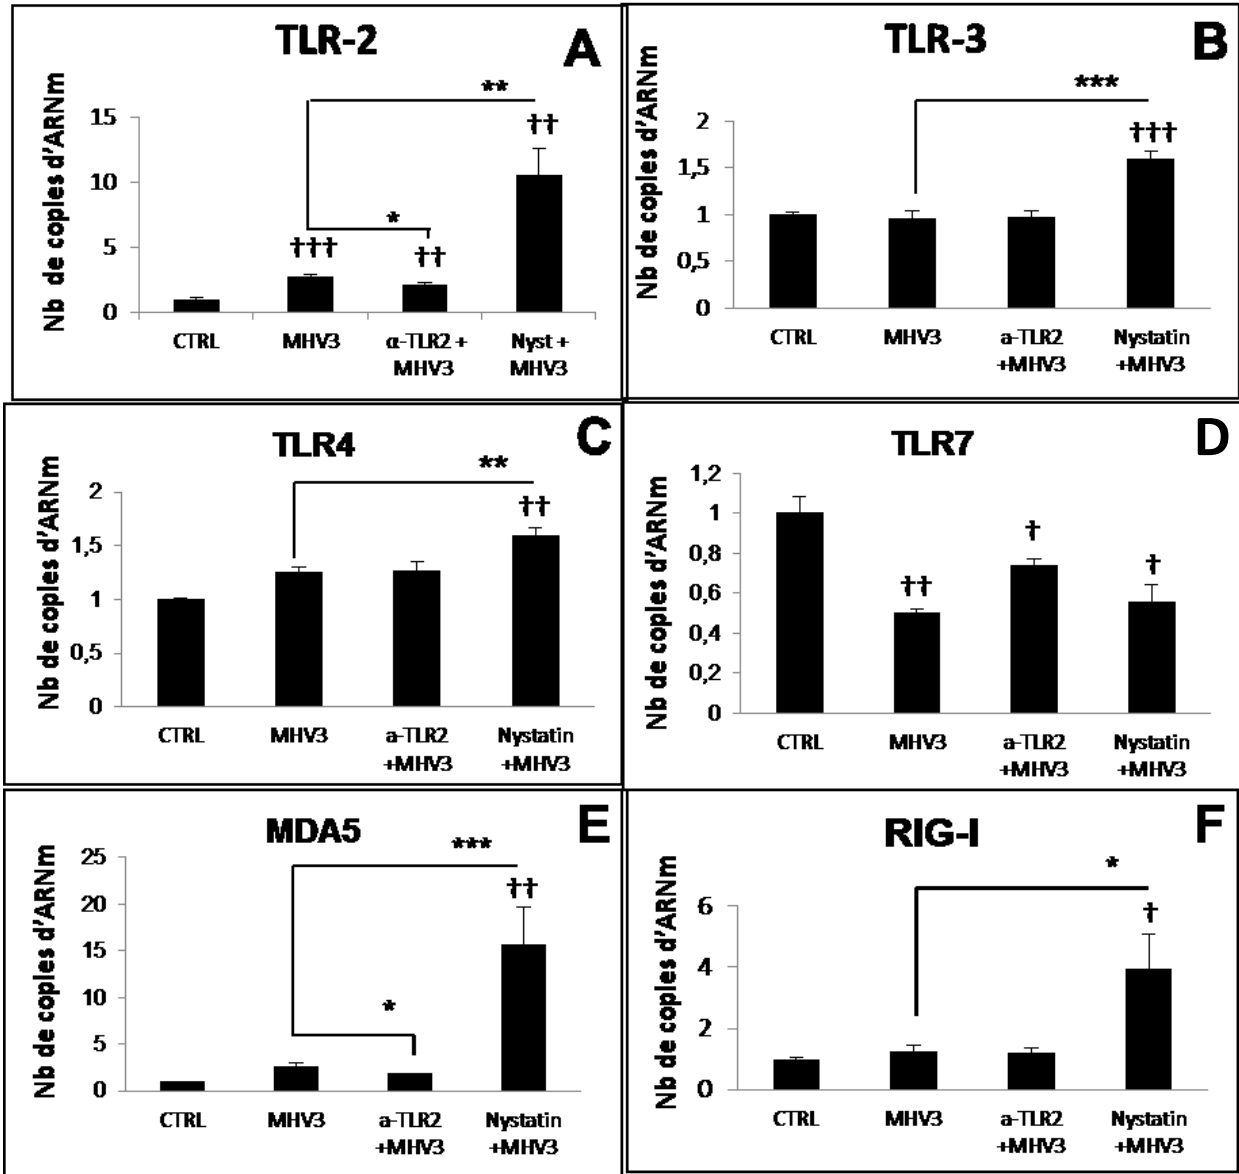 TLR-2
A
Nb de copies d'ARNm
**
††
15
10
*
†††
††
5
0
CTRL
MHV3
α-TLR2 +
MHV3
Nyst +
MHV3
TLR-3
B
Nb de copies d'ARNm
***
†††
2
1,5
1
0,5
0
CTRL
MHV3
a-TLR2
+MHV3
Nystatin
+MHV3
TLR4
C
Nb de copies d'ARNm
**
††
2
1,5
1
0,5
0
CTRL
MHV3
a-TLR2
+MHV3
Nystatin
+MHV3
TLR7
D
Nb de copies d'ARNm
1,2
1
0,8
0,6
0,4
0,2
0
††
†
†
CTRL
MHV3
a-TLR2
+MHV3
Nystatin
+MHV3
MDA5
E
Nb de copies d'ARNm
***
††
*
25
20
15
10
5
0
CTRL
MHV3
a-TLR2
+MHV3
Nystatin
+MHV3
RIG-I
F
Nb de copies d'ARNm
*
†
6
4
2
0
CTRL
MHV3
a-TLR2
+MHV3
Nystatin
+MHV3